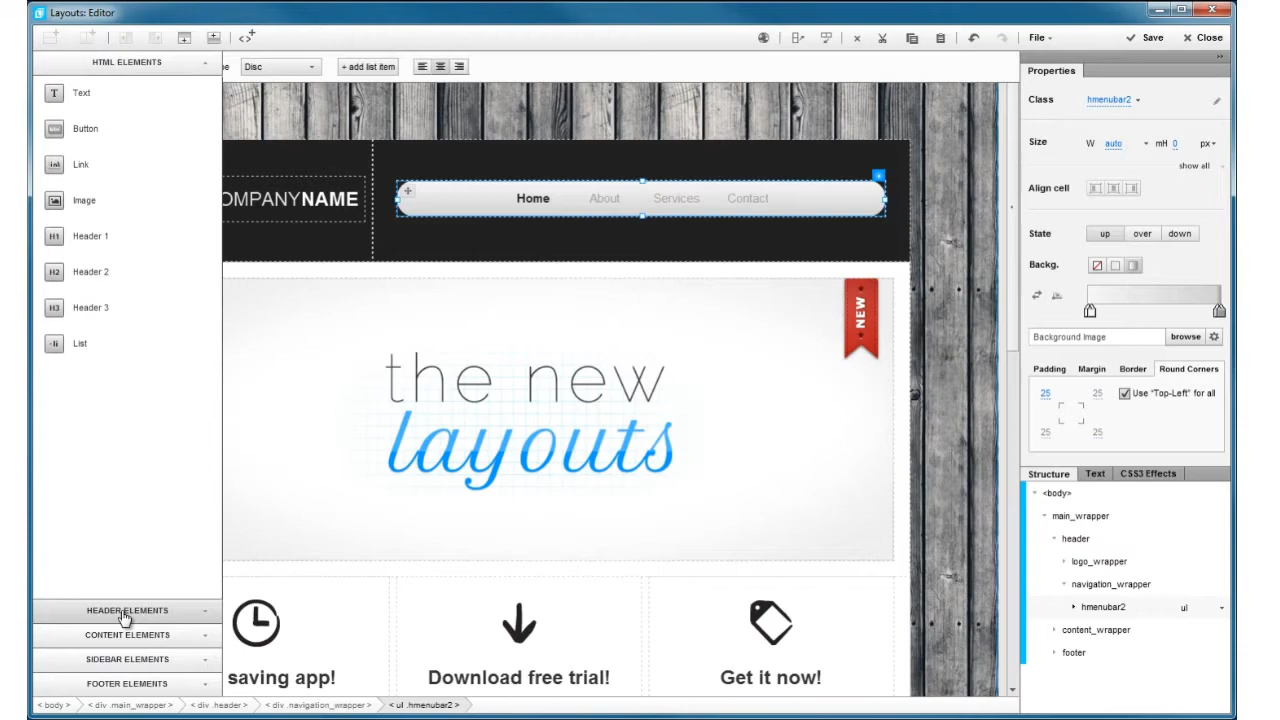 Layouts: Editor
File
Save
Close
HTML ELEMENTS
Disc
+ add list item
Text
Button
Link
Image
H1 Header 1
H2 Header 2
H3 Header 3
List
HEADER ELEMENTS
CONTENT ELEMENTS
SIDEBAR ELEMENTS
FOOTER ELEMENTS
OMPANYNAME
Home About Services Contact
NEW
the new
layouts
saving app!
Download free trial!
Get it now!
Properties
Class hmenubar2
Size W auto mH 0 px
show all
Align cell
State up over down
Backg.
Background Image browse
Padding Margin Border Round Corners
25 25 Use "Top-Left" for all
25 25
Structure Text CSS3 Effects
<body>
main_wrapper
header
logo_wrapper
navigation_wrapper
hmenubar2 ul
content_wrapper
footer
< body > < div .main_wrapper > < div .header > < div .navigation_wrapper > < ul .hmenubar2 >